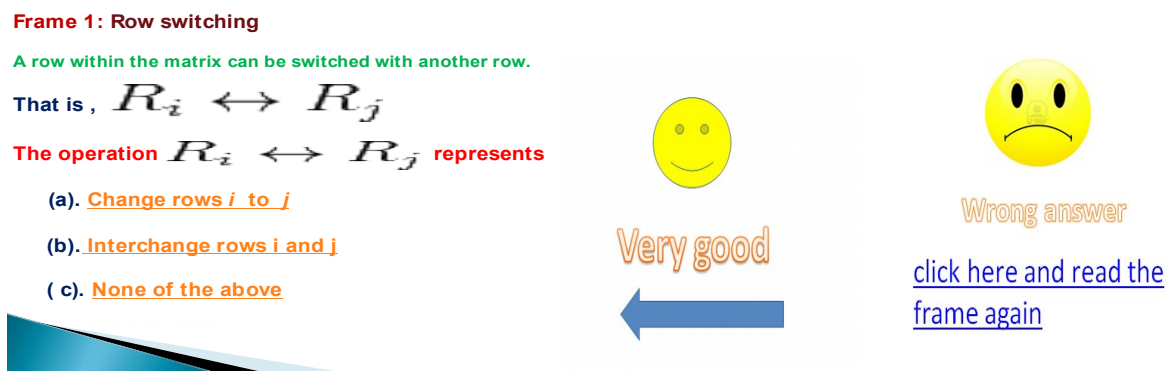 Frame 1: Row switching
A row within the matrix can be switched with another row.
That is , R_i ↔ R_j
The operation R_i ↔ R_j represents
(a). Change rows i to j
(b). Interchange rows i and j
( c). None of the above
Very good
Wrong answer
click here and read the
frame again